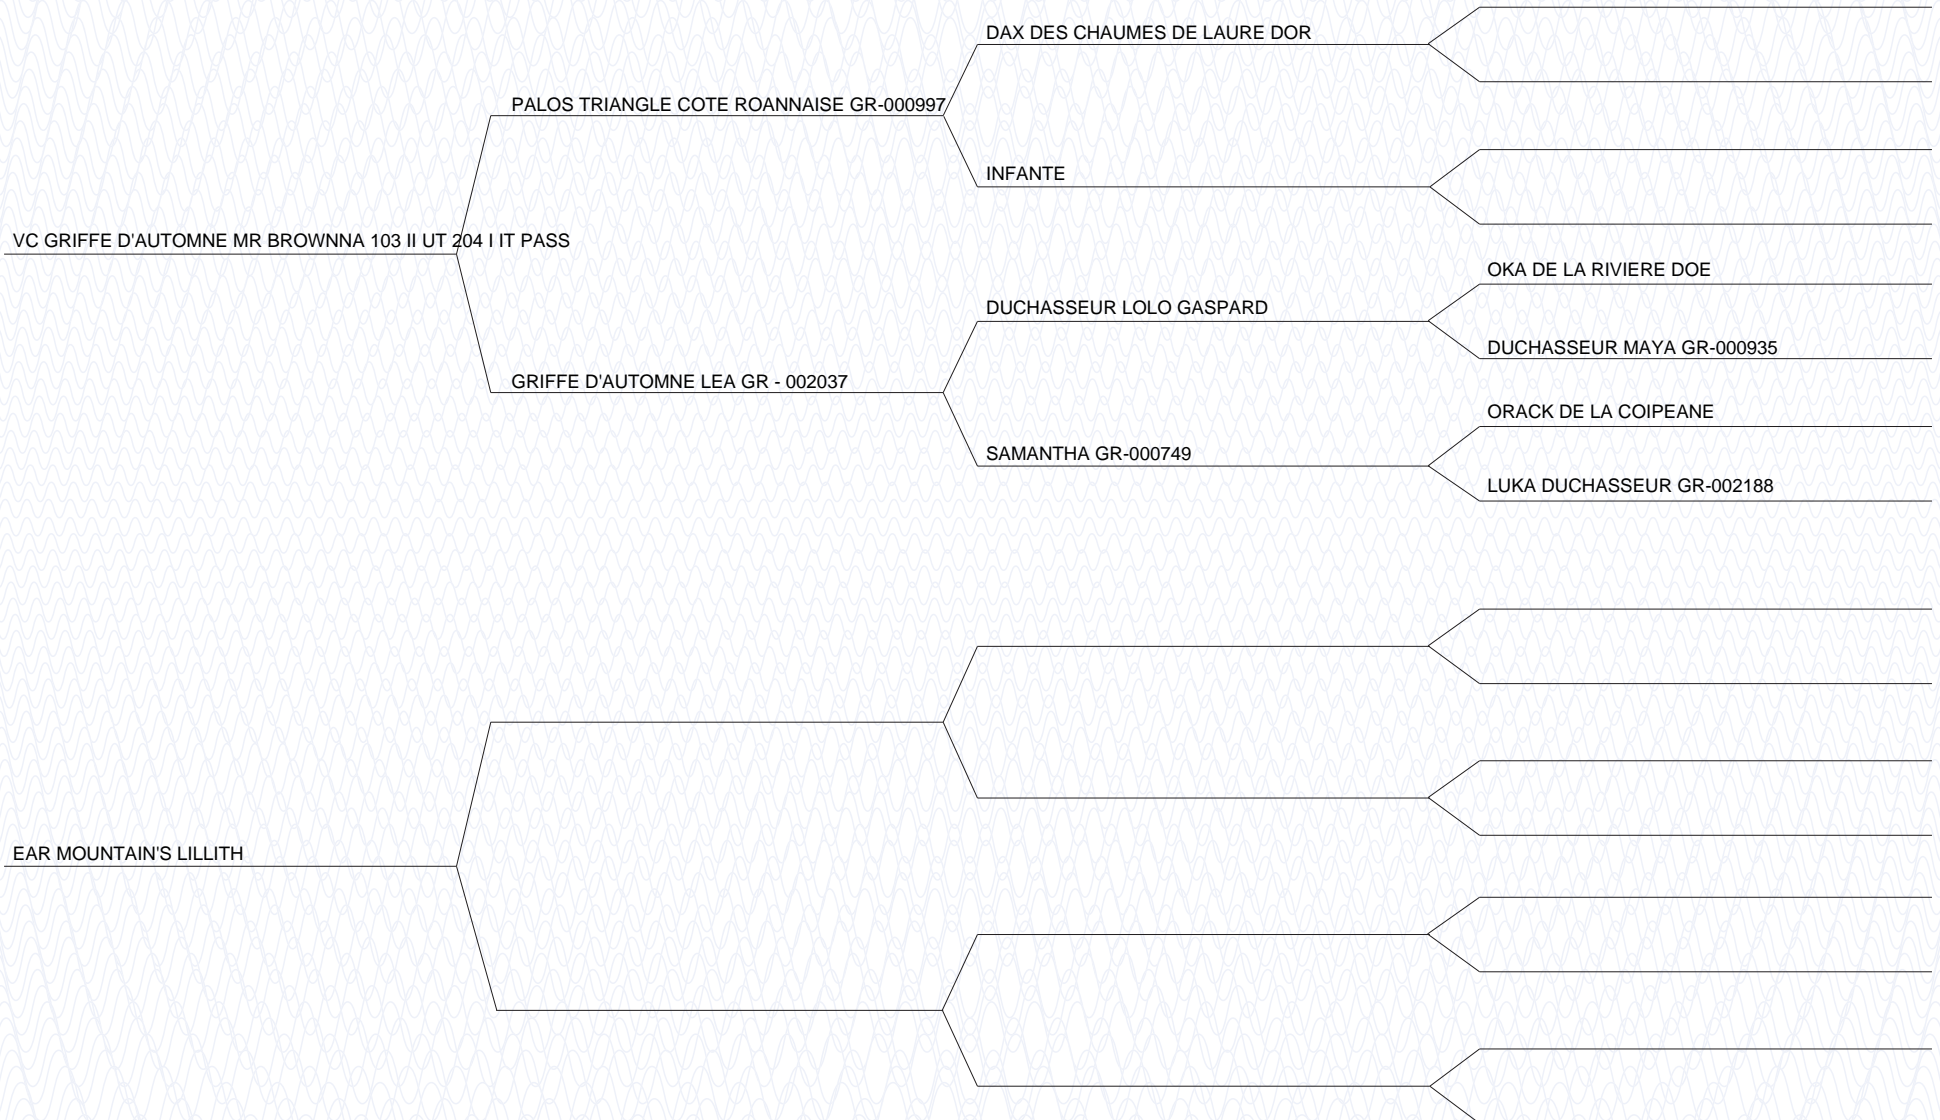 DAX DES CHAUMES DE LAURE DOR
PALOS TRIANGLE COTE ROANNAISE GR-000997
INFANTE
VC GRIFFE D'AUTOMNE MR BROWNNA 103 II UT 204 I IT PASS
OKA DE LA RIVIERE DOE
DUCHASSEUR LOLO GASPARD
DUCHASSEUR MAYA GR-000935
GRIFFE D'AUTOMNE LEA GR - 002037
ORACK DE LA COIPEANE
SAMANTHA GR-000749
LUKA DUCHASSEUR GR-002188
EAR MOUNTAIN'S LILLITH